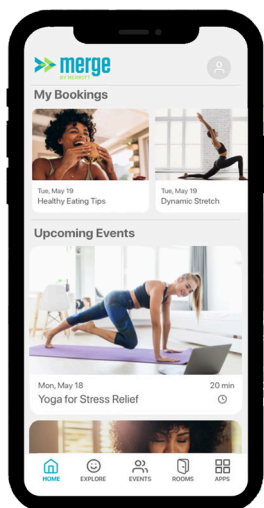 merge
BY MERRITT
My Bookings
Tue, May 19
Healthy Eating Tips
Tue, May 19
Dynamic Stretch
Upcoming Events
Mon, May 18
20 min
Yoga for Stress Relief
HOME
EXPLORE
EVENTS
ROOMS
APPS